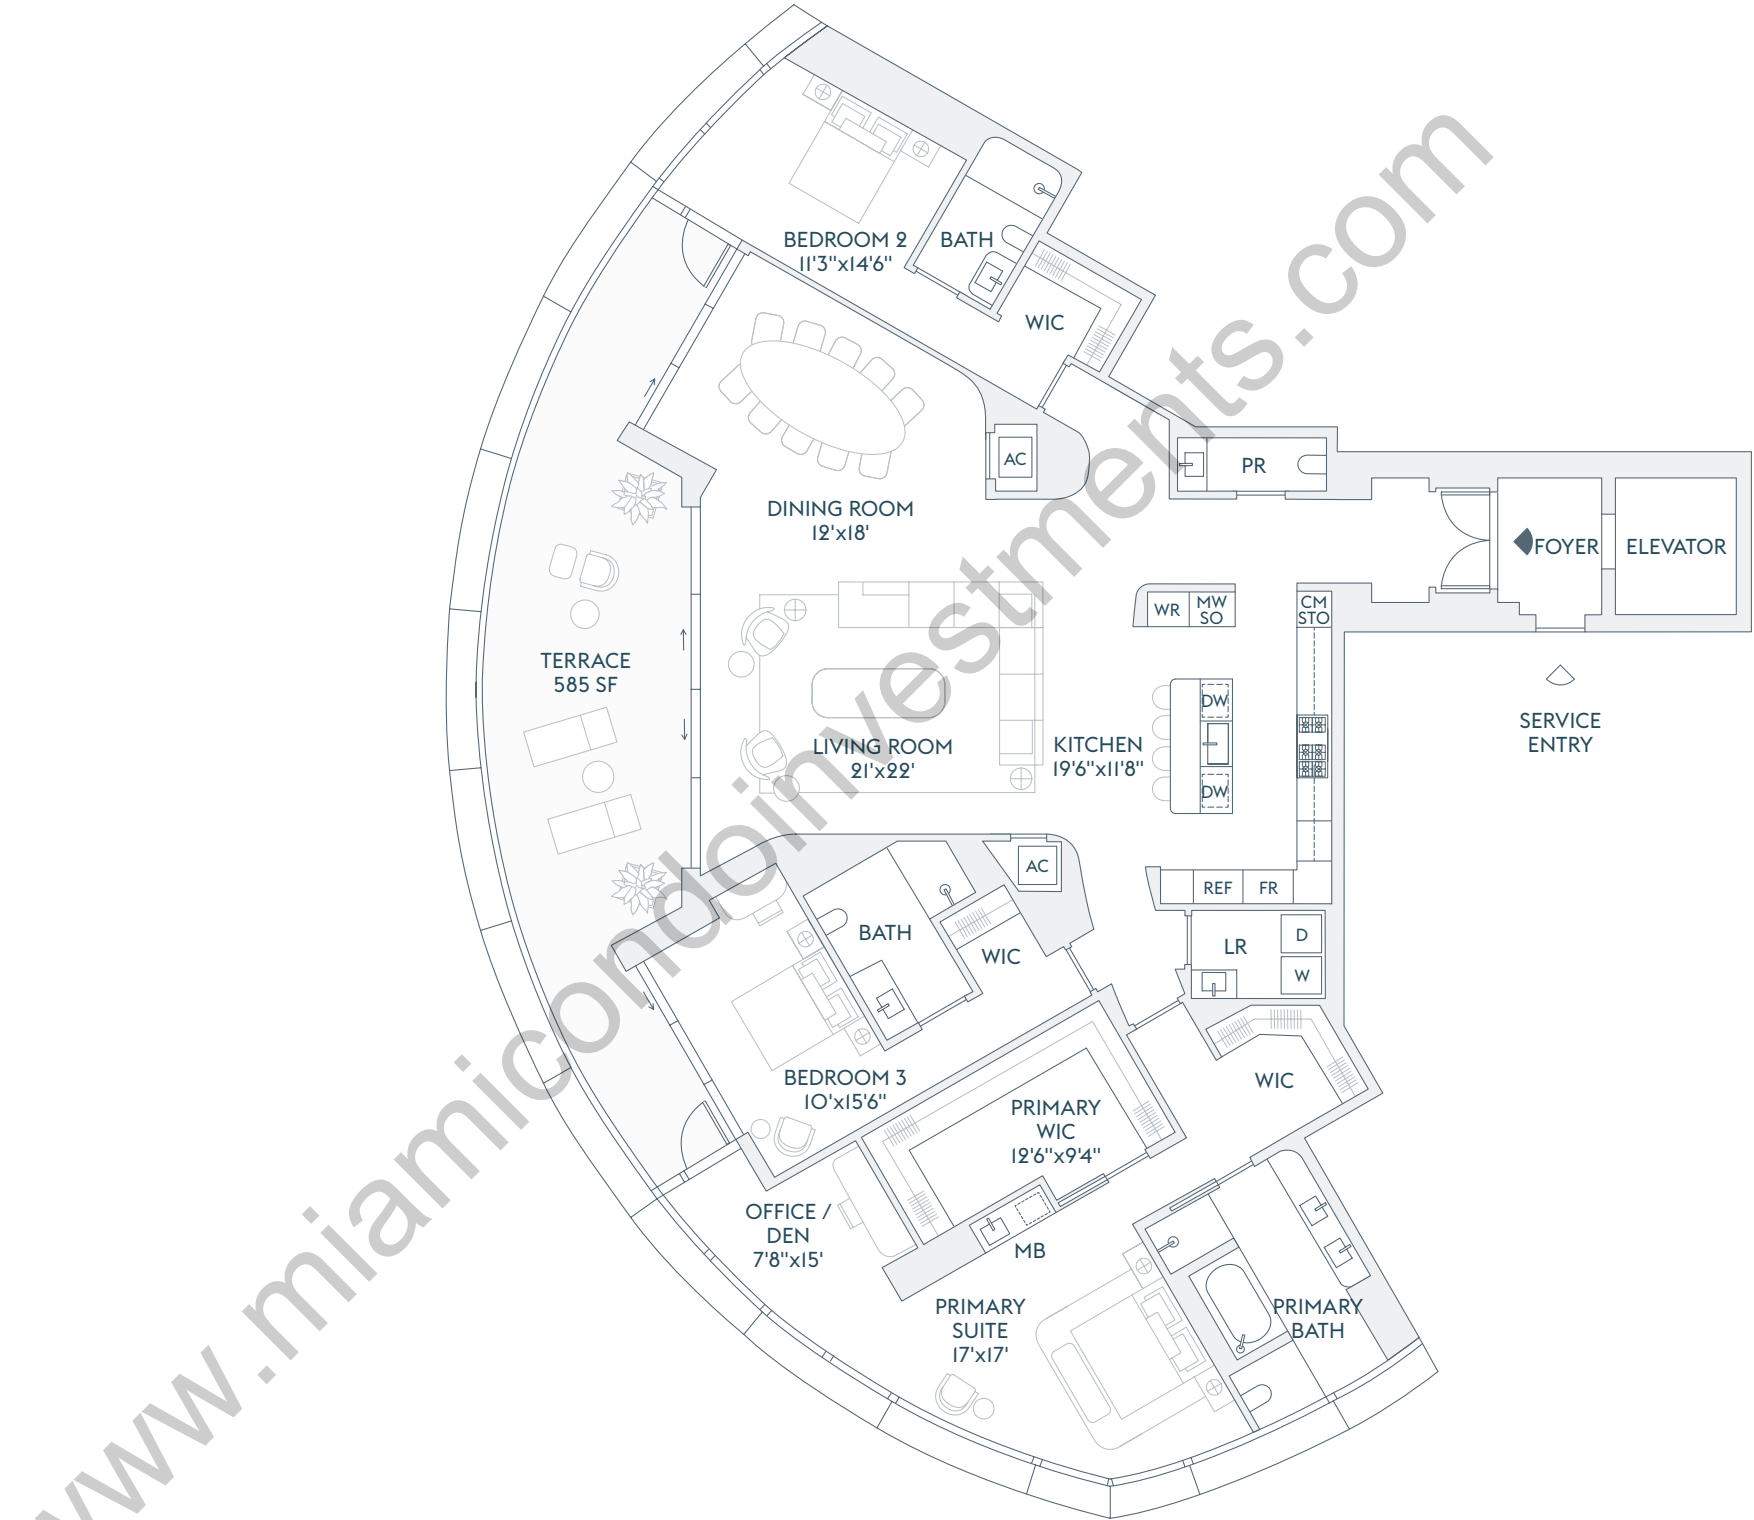 BEDROOM 2
11'3"x14'6"
BATH
WIC
DINING ROOM
12'x18'
AC
PR
FOYER
ELEVATOR
WR
MW
SO
CM
STO
TERRACE
585 SF
LIVING ROOM
21'x22'
KITCHEN
19'6"x11'8"
DW
DW
SERVICE
ENTRY
AC
REF
FR
BATH
WIC
LR
D
W
BEDROOM 3
10'x15'6"
PRIMARY
WIC
12'6"x9'4"
WIC
OFFICE /
DEN
7'8"x15'
MB
PRIMARY
SUITE
17'x17'
PRIMARY
BATH
www.miamicondoinvestments.com